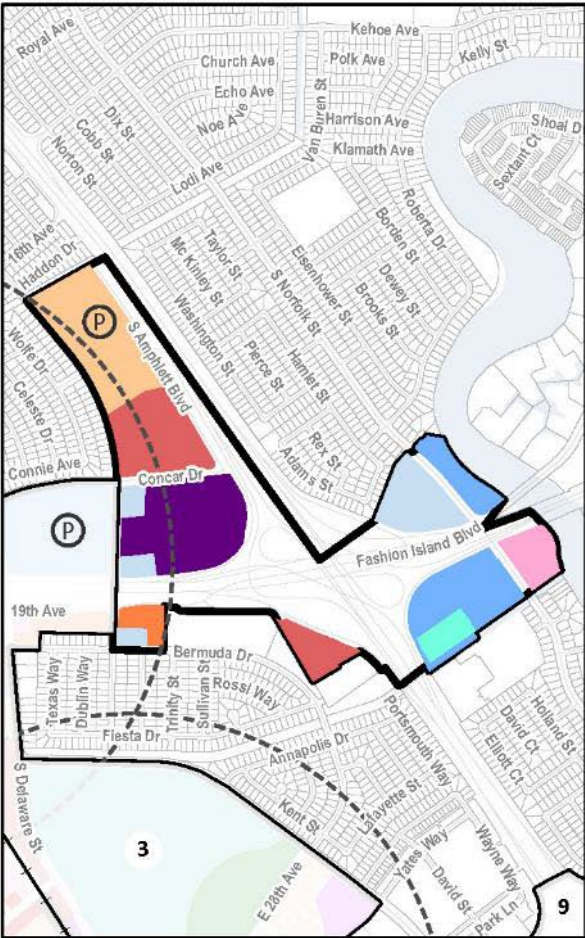 Royal Ave
Kehoe Ave
Kelly St
Church Ave
Polk Ave
Echo Ave
Noe Ave
Van Buren St
Harrison Ave
Klamath Ave
Shoal D
Sextant Ct
Dix St
Cobb St
Norton St
Lodi Ave
Roberta Dr
Borden St
16th Ave
Haddon Dr
Taylor St
Mc Kinley St
Eisenhower St
Dewey St
Brooks St
S Norfolk St
Washington St
P
S Amphlett Blvd
Wolfe Dr
Pierce St
Hamlet St
Celeste Dr
Rex St
Adams St
Connie Ave
Concar Dr
P
Fashion Island Blvd
19th Ave
Bermuda Dr
Texas Way
Dublin Way
Trinity St
Sullivan St
Rossi Way
Fiesta Dr
Annapolis Dr
Portsmouth Way
Holland St
David Ct
Elliott Ct
S Delaware St
Kent St
Lafayette St
3
Yates Way
Wayne Way
E 28th Ave
David St
Park Ln
9